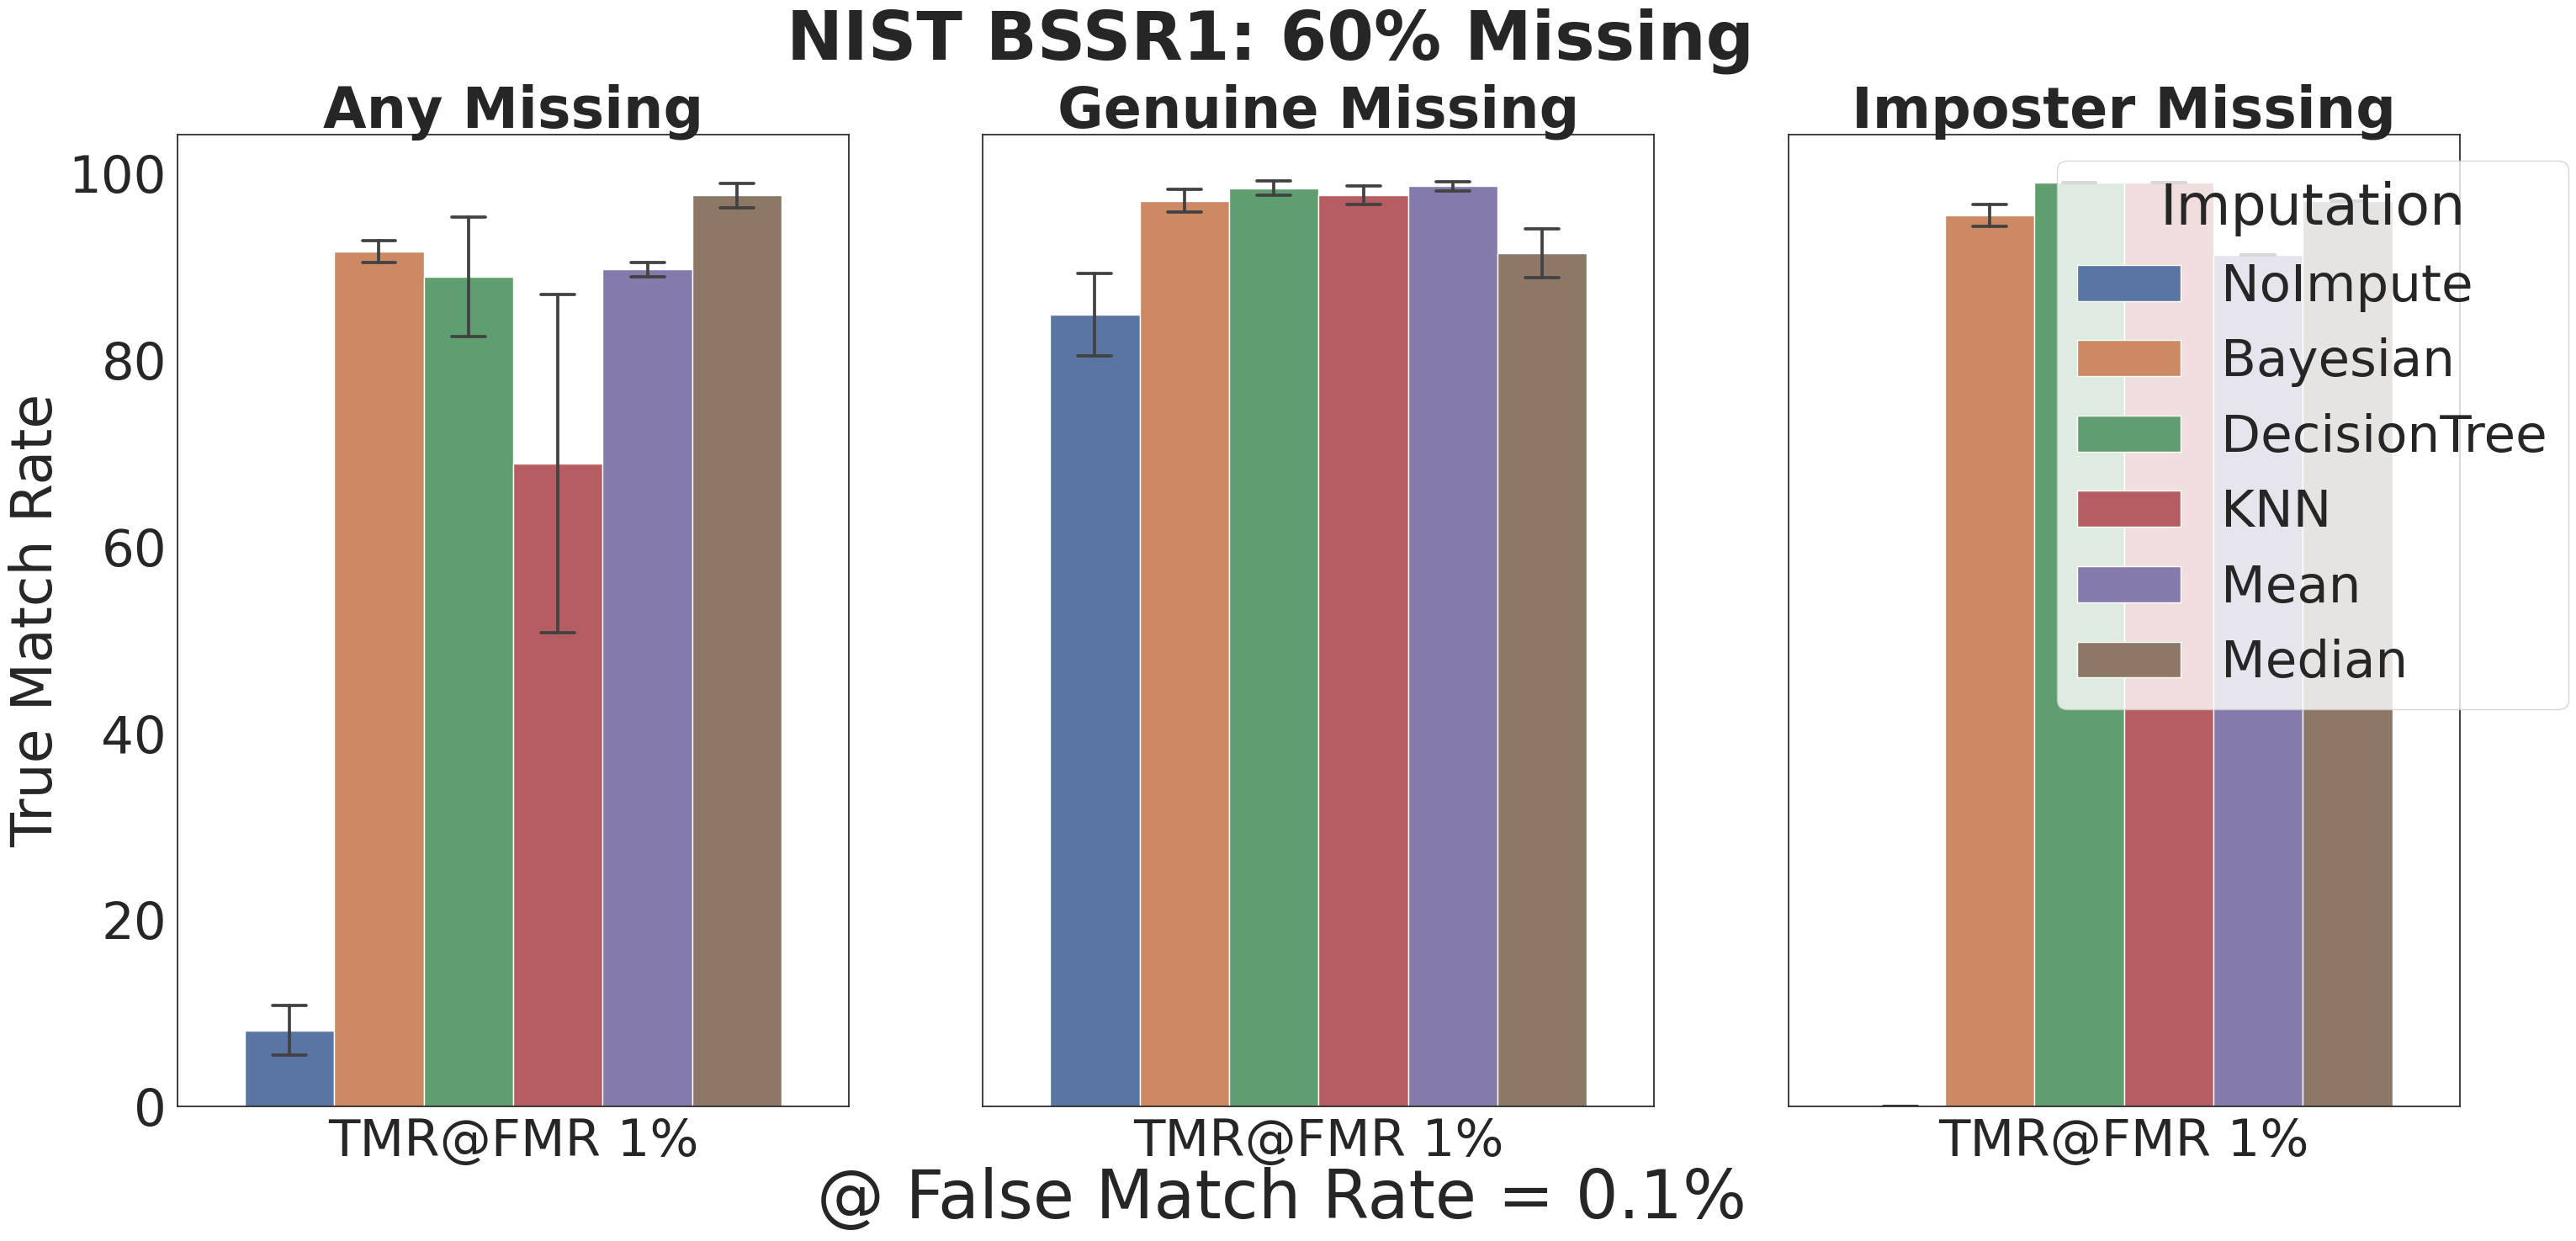 NIST BSSR1: 60% Missing
Any Missing
Genuine Missing
Imposter Missing
True Match Rate
100
80
60
40
20
0
Imputation
NoImpute
Bayesian
DecisionTree
KNN
Mean
Median
TMR@FMR 1%
TMR@FMR 1%
TMR@FMR 1%
@ False Match Rate = 0.1%